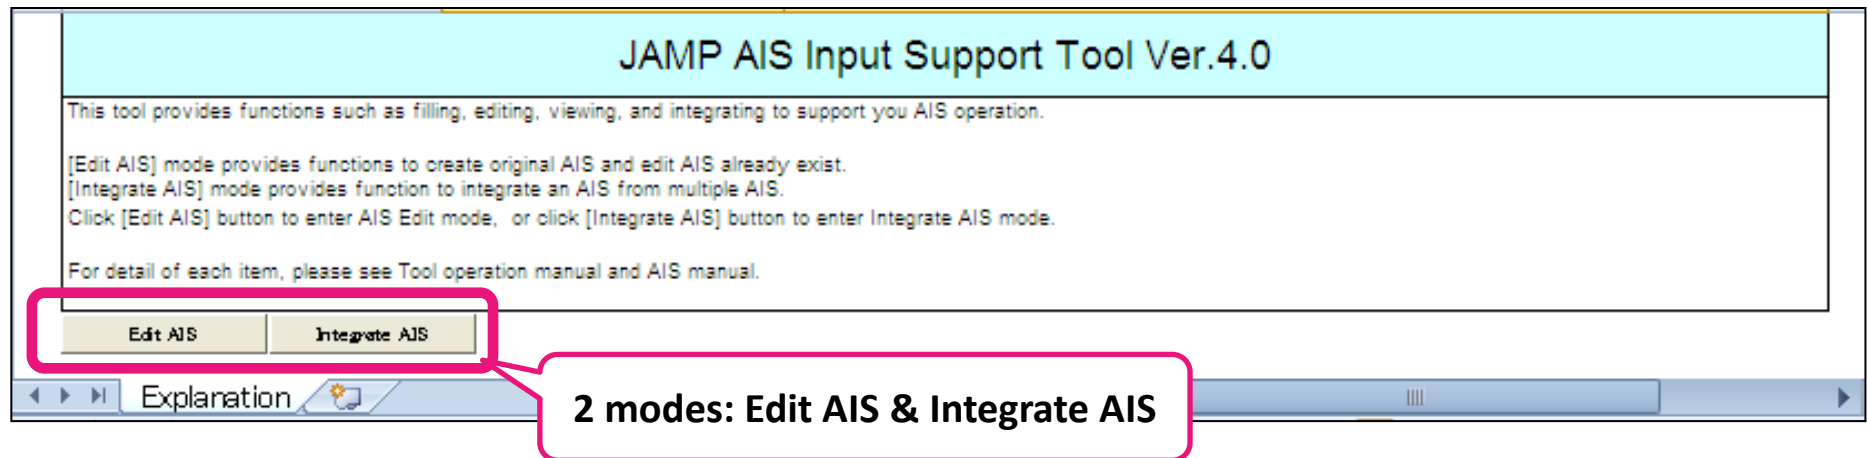 JAMP AIS Input Support Tool Ver.4.0
This tool provides functions such as filling, editing, viewing, and integrating to support you AIS operation.
[Edit AIS] mode provides functions to create original AIS and edit AIS already exist.
[Integrate AIS] mode provides function to integrate an AIS from multiple AIS.
Click [Edit AIS] button to enter AIS Edit mode, or click [Integrate AIS] button to enter Integrate AIS mode.
For detail of each item, please see Tool operation manual and AIS manual.
Edit AIS
Integrate AIS
2 modes: Edit AIS & Integrate AIS
Explanation